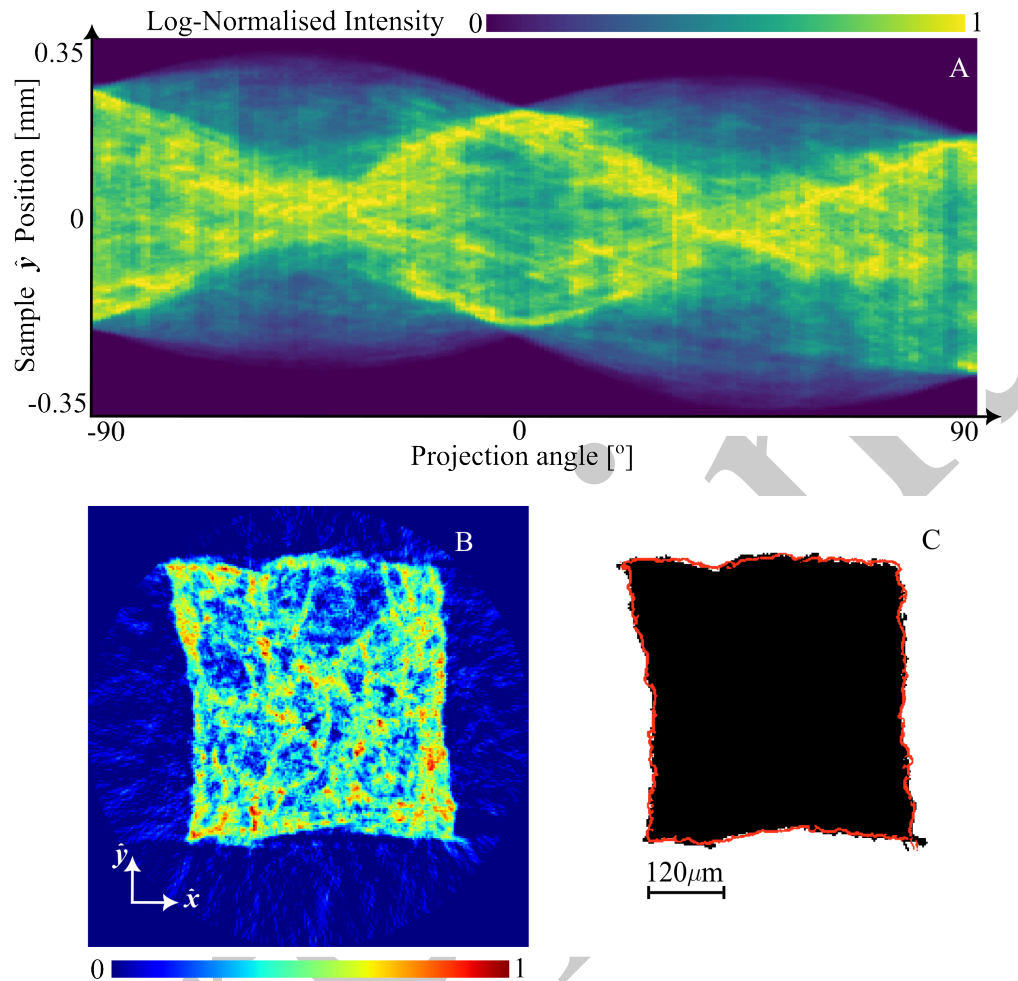 Log-Normalised Intensity 0 1
0.35
A
Sample ŷ Position [mm]
0
-0.35
-90 0 90
Projection angle [º]
B
C
ŷ
x̂
120μm
0 1